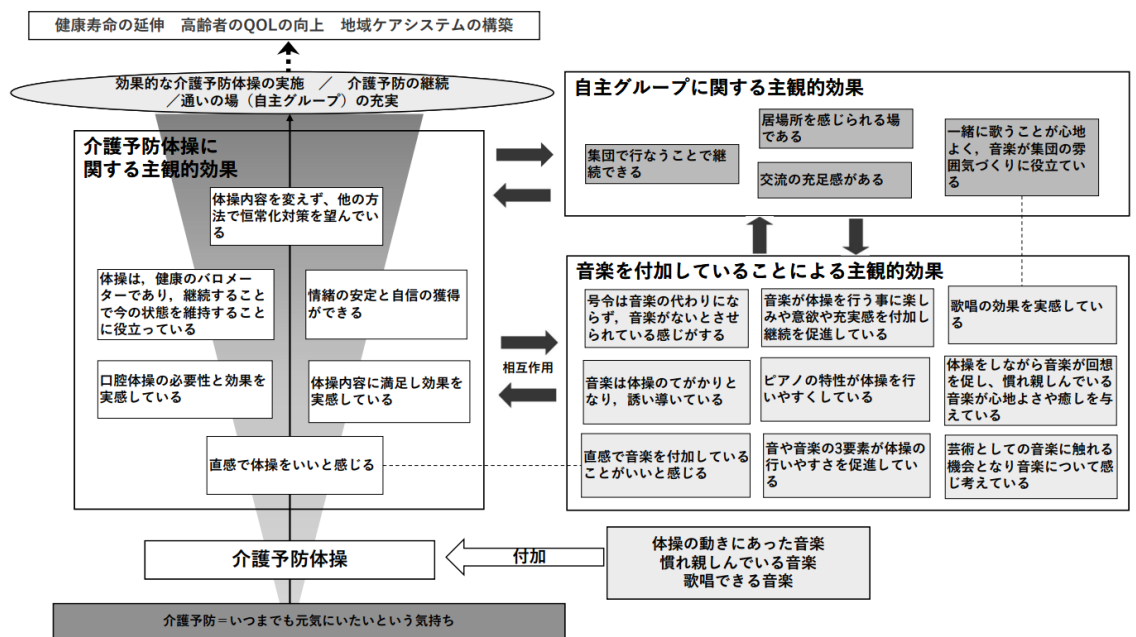 健康寿命の延伸　高齢者のQOLの向上　地域ケアシステムの構築
効果的な介護予防体操の実施　／　介護予防の継続
／通いの場（自主グループ）の充実
介護予防体操に
関する主観的効果
体操内容を変えず、他の方
法で恒常化対策を望んでい
る
体操は，健康のバロメー
ターであり，継続すること
で今の状態を維持すること
に役立っている
情緒の安定と自信の獲得
ができる
口腔体操の必要性と効果を
実感している
体操内容に満足し効果を
実感している
直感で体操をいいと感じる
相互作用
自主グループに関する主観的効果
集団で行なうことで継
続できる
居場所を感じられる場
である
交流の充足感がある
一緒に歌うことが心地
よく，音楽が集団の雰
囲気づくりに役立ている
音楽を付加していることによる主観的効果
号令は音楽の代わりにな
らず，音楽がないとさせ
られている感じがする
音楽が体操を行う事に楽し
みや意欲や充実感を付加し
継続を促進している
歌唱の効果を実感してい
る
音楽は体操のてがかりと
なり，誘い導いている
ピアノの特性が体操を行
いやすくしている
体操をしながら音楽が回想
を促し、慣れ親しんでいる
音楽が心地よさや癒しを与
えている
直感で音楽を付加している
ことがいいと感じる
音や音楽の3要素が体操の
行いやすさを促進してい
る
芸術としての音楽に触れる
機会となり音楽について感
じ考えている
介護予防体操
付加
体操の動きにあった音楽
慣れ親しんでいる音楽
歌唱できる音楽
介護予防＝いつまでも元気にいたいという気持ち